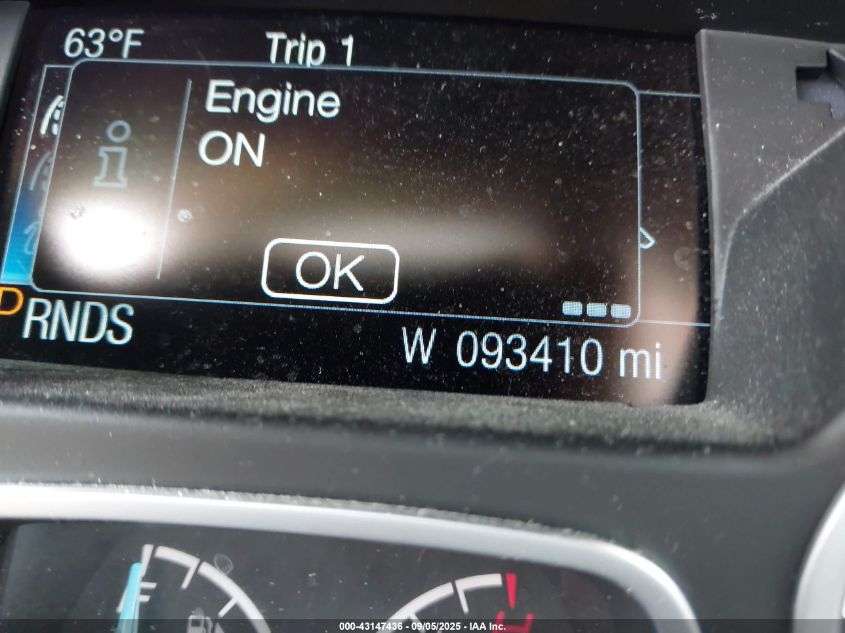 63°F Trip 1
Engine
ON
OK
PRNDS
W 093410 mi
F
H
000-43147436 - 09/05/2025 - IAA Inc.